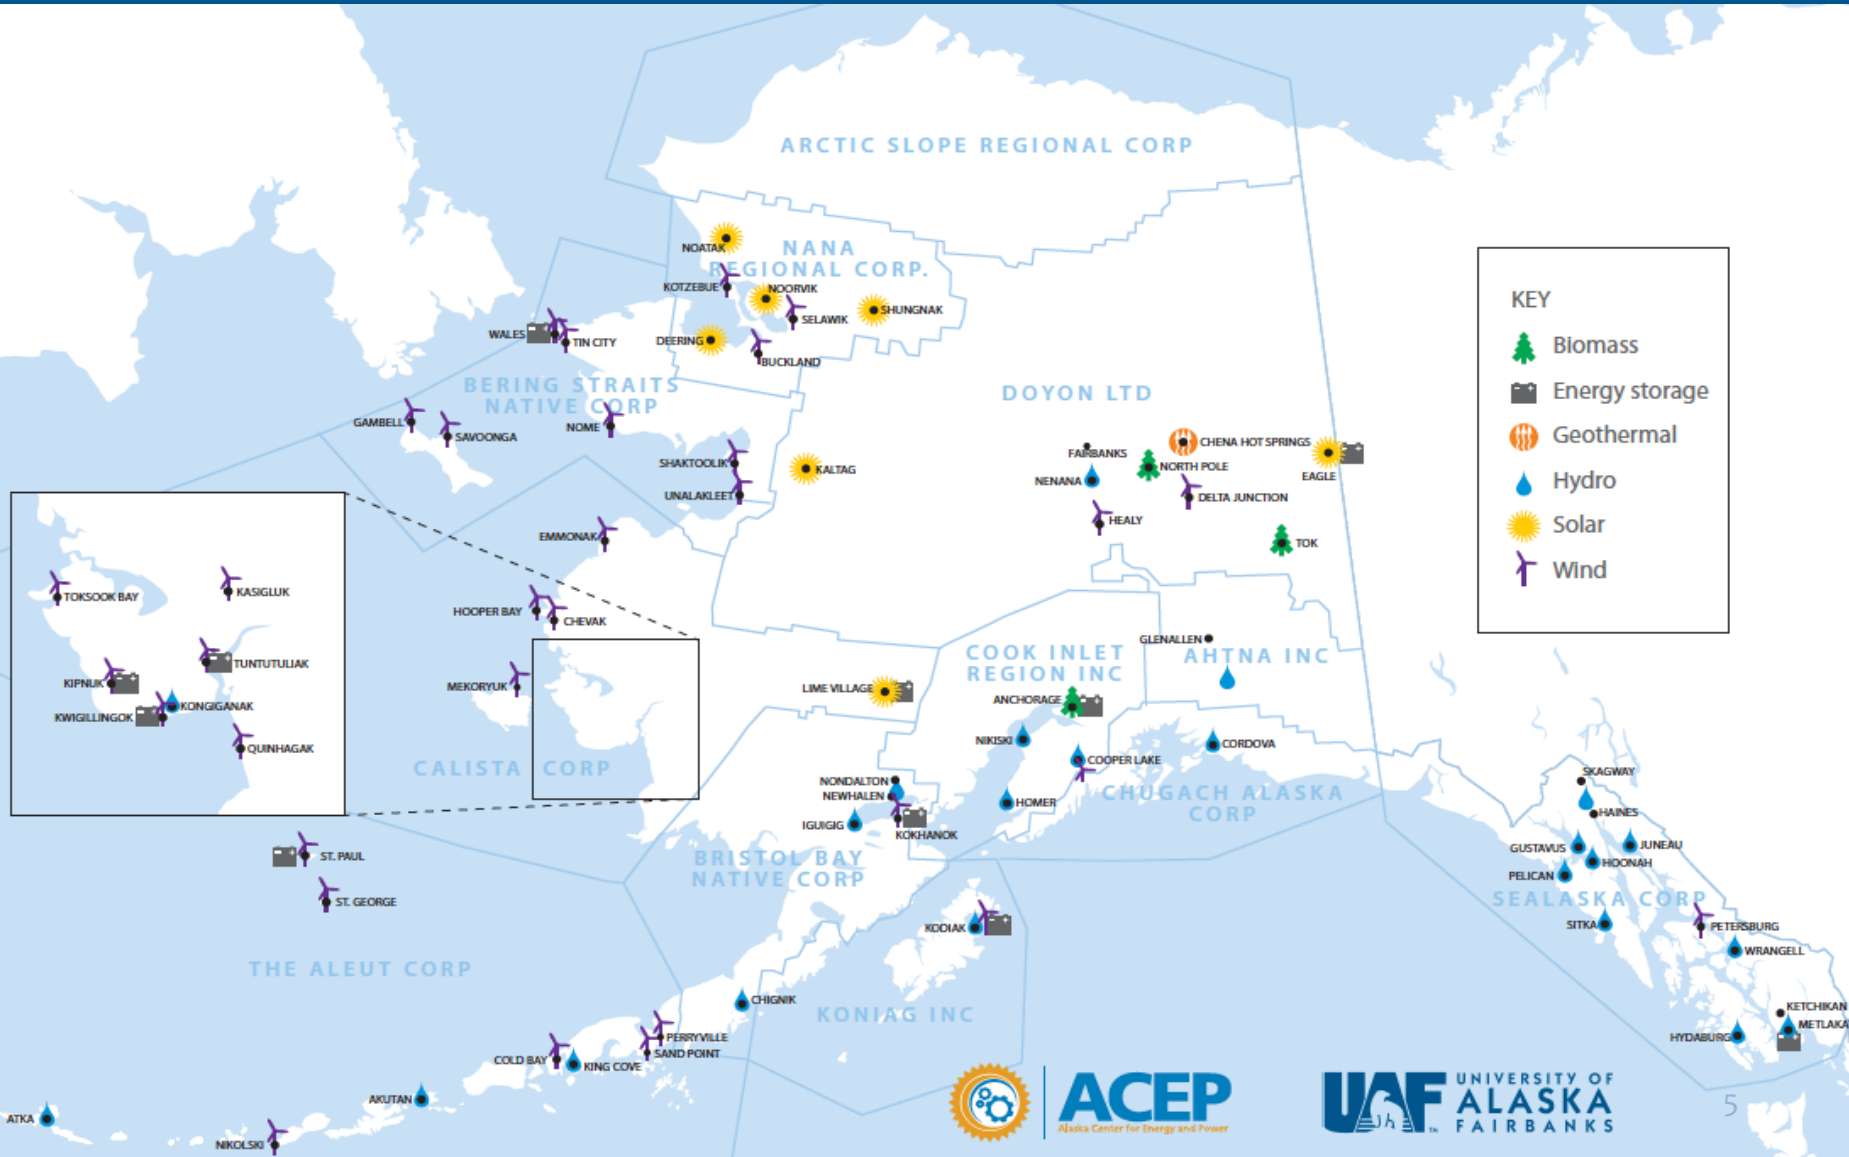 ARCTIC SLOPE REGIONAL CORP
NOATAK
NANA
REGIONAL CORP.
KOTZEBUE
NOORVIK
SELAWIK
SHUNGNAK
WALES
TIN CITY
DEERING
BUCKLAND
BERING STRAITS
NATIVE CORP
GAMBELL
SAVOONGA
NOME
SHAKTOOLIK
UNALAKLEET
KALTAG
DOYON LTD
FAIRBANKS
CHENA HOT SPRINGS
NENANA
NORTH POLE
EAGLE
DELTA JUNCTION
HEALY
TOK
KEY
Biomass
Energy storage
Geothermal
Hydro
Solar
Wind
EMMONAK
HOOPER BAY
CHEVAK
MEKORYUK
TOKSOOK BAY
KASIGLUK
TUNTUTULIAK
KIPNUK
KONGIGANAK
KWIGILLINGOK
QUINHAGAK
CALISTA CORP
LIME VILLAGE
COOK INLET
REGION INC
GLENALLEN
AHTNA INC
ANCHORAGE
NIKISKI
COOPER LAKE
CORDOVA
HOMER
CHUGACH ALASKA
CORP
NONDALTON
NEWHALEN
IGUIGIG
KOKHANOK
BRISTOL BAY
NATIVE CORP
ST. PAUL
ST. GEORGE
THE ALEUT CORP
KODIAK
KONIAG INC
CHIGNIK
PERRYVILLE
SAND POINT
COLD BAY
KING COVE
AKUTAN
ATKA
NIKOLSKI
SKAGWAY
HAINES
GUSTAVUS
JUNEAU
HOONAH
PELICAN
SEALASKA CORP
SITKA
PETERSBURG
WRANGELL
KETCHIKAN
METLAKA
HYDABURG
ACEP
Alaska Center for Energy and Power
UAF
UNIVERSITY OF
ALASKA
FAIRBANKS
5